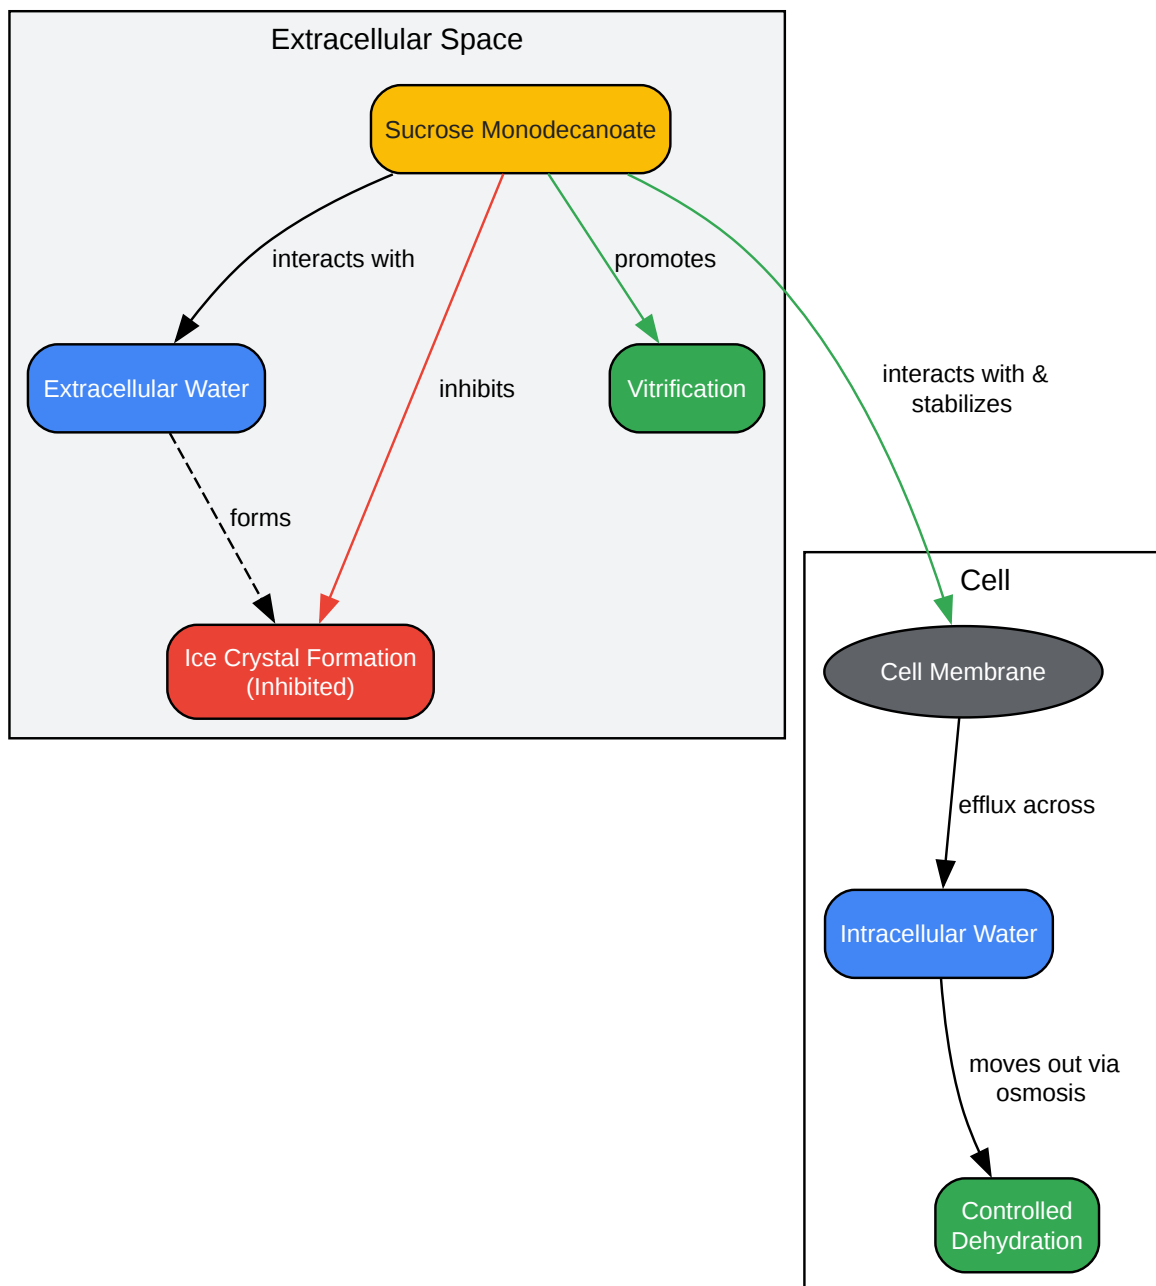 Extracellular Space
Sucrose Monodecanoate
interacts with
promotes
Extracellular Water
inhibits
Vitrification
interacts with &
stabilizes
forms
Ice Crystal Formation
(Inhibited)
Cell
Cell Membrane
efflux across
Intracellular Water
moves out via
osmosis
Controlled
Dehydration